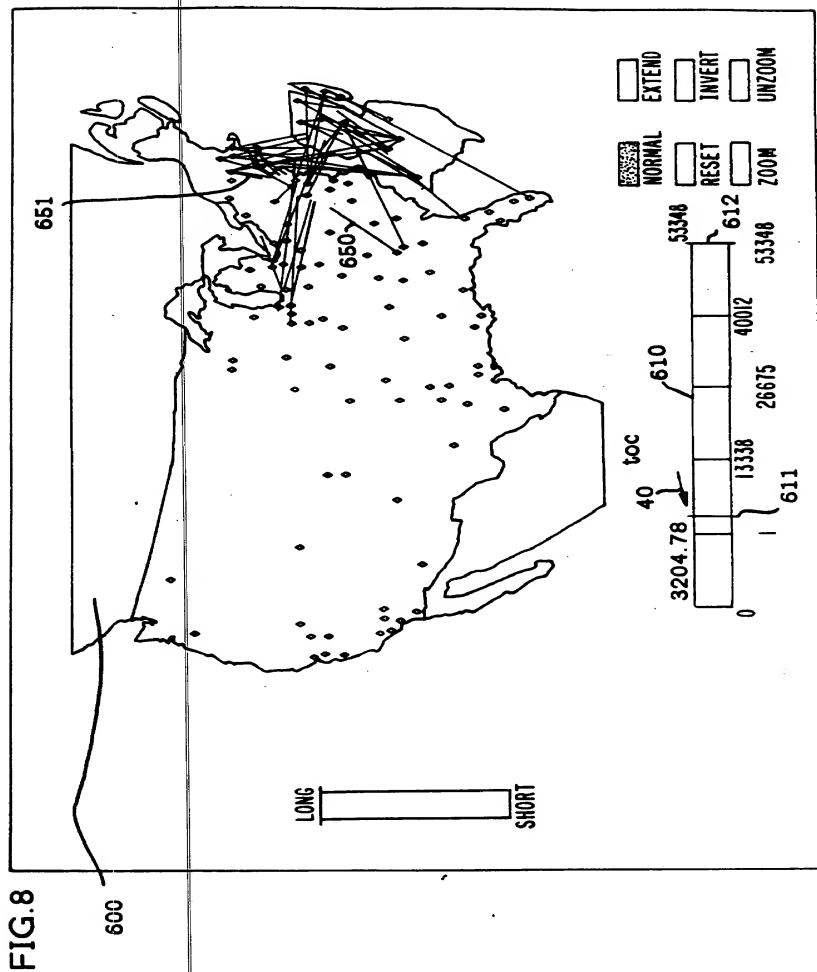 FIG.8
600
651
650
LONG
SHORT
3204.78
40
toc
610
53348
612
0
1
13338
26675
40012
53348
611
NORMAL
EXTEND
RESET
INVERT
ZOOM
UNZOOM